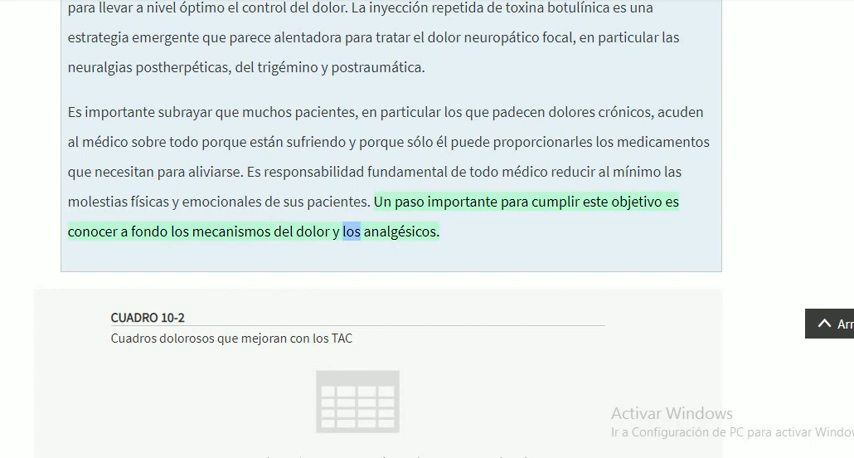 para llevar a nivel óptimo el control del dolor. La inyección repetida de toxina botulínica es una
estrategia emergente que parece alentadora para tratar el dolor neuropático focal, en particular las
neuralgias postherpéticas, del trigémino y postraumática.
Es importante subrayar que muchos pacientes, en particular los que padecen dolores crónicos, acuden
al médico sobre todo porque están sufriendo y porque sólo él puede proporcionarles los medicamentos
que necesitan para aliviarse. Es responsabilidad fundamental de todo médico reducir al mínimo las
molestias físicas y emocionales de sus pacientes. Un paso importante para cumplir este objetivo es
conocer a fondo los mecanismos del dolor y los analgésicos.
CUADRO 10-2
Cuadros dolorosos que mejoran con los TAC
Arr
Activar Windows
Ir a Configuración de PC para activar Windo